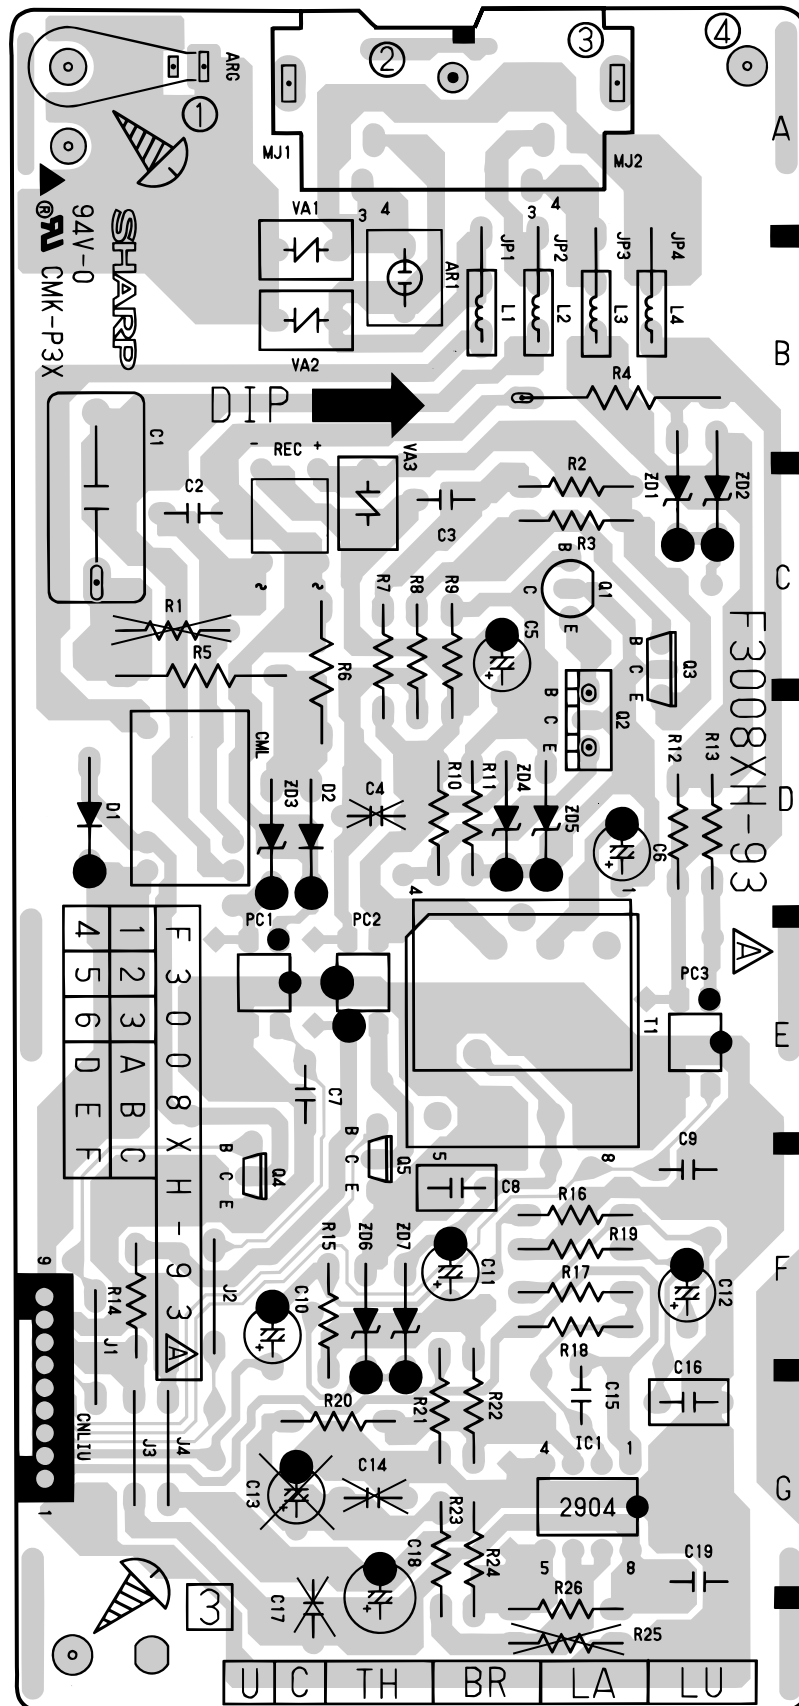 ARG
1
2
3
4
A
MJ1
MJ2
SHARP
94V-0
® UR
CMK-P3X
VA1
3
4
3
4
JP1
JP2
JP3
JP4
AR1
L1
L2
L3
L4
VA2
B
R4
DIP
C1
- REC +
VA3
R2
ZD1
ZD2
C2
C3
R3
B
C
E
Q1
C
~
~
R1
R5
R6
R7
R8
R9
C5
B
C
E
Q3
B
C
E
Q2
F3008XH-93
CML
ZD3
D2
C4
R10
R11
ZD4
ZD5
R12
R13
D1
C6
D
4
1
PC1
PC2
A
PC3
T1
E
F3008XH-93 A
1 2 3 A B C
4 5 6 D E F
C7
B
C
E
Q4
B
C
E
Q5
5
8
C8
C9
R16
R19
R17
R18
R15
ZD6
ZD7
C11
C12
F
9
R14
J2
C10
J1
C16
R20
R21
R22
C15
CNLIU
J3
J4
IC1
4
1
C13
C14
2904
G
1
R23
R24
C18
5
8
C19
3
C17
R26
R25
U
C
TH
BR
LA
LU